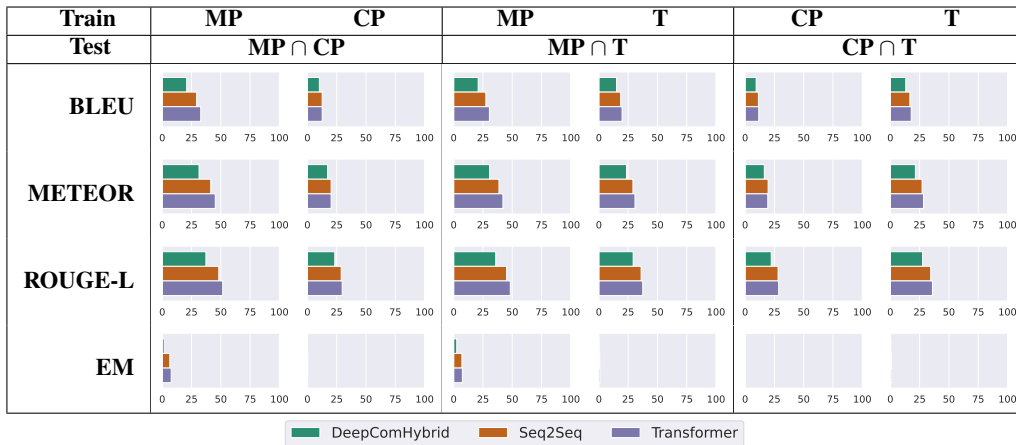 Train MP CP MP T CP T
Test MP ∩ CP MP ∩ T CP ∩ T
BLEU
0 25 50 75 100 0 25 50 75 100 0 25 50 75 100 0 25 50 75 100 0 25 50 75 100 0 25 50 75 100
METEOR
0 25 50 75 100 0 25 50 75 100 0 25 50 75 100 0 25 50 75 100 0 25 50 75 100 0 25 50 75 100
ROUGE-L
0 25 50 75 100 0 25 50 75 100 0 25 50 75 100 0 25 50 75 100 0 25 50 75 100 0 25 50 75 100
EM
0 25 50 75 100 0 25 50 75 100 0 25 50 75 100 0 25 50 75 100 0 25 50 75 100 0 25 50 75 100
DeepComHybrid Seq2Seq Transformer